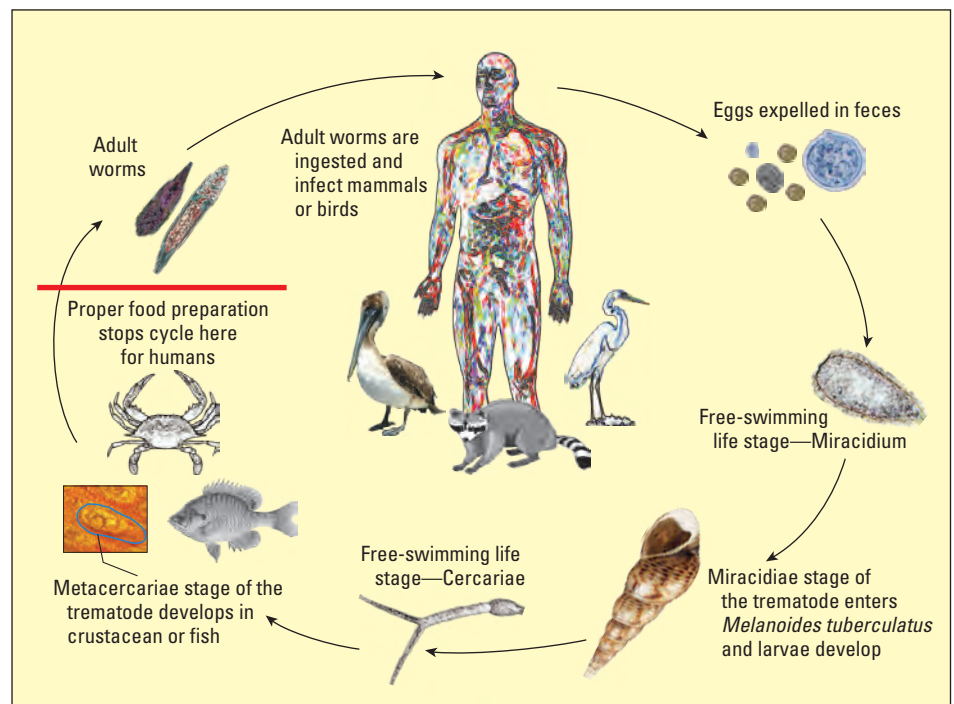 Adult
worms
Adult worms are
ingested and
infect mammals
or birds
Eggs expelled in feces
Proper food preparation
stops cycle here
for humans
Free-swimming
life stage—Miracidium
Miracidiae stage of
the trematode enters
Melanoides tuberculatus
and larvae develop
Free-swimming life
stage—Cercariae
Metacercariae stage of the
trematode develops in
crustacean or fish